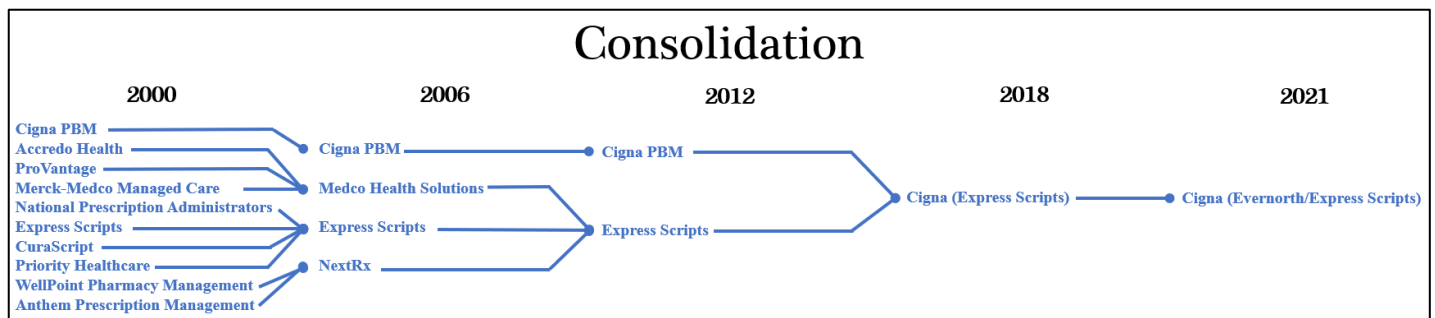 Consolidation
2000
2006
2012
2018
2021
Cigna PBM
Accredo Health
ProVantage
Merck-Medco Managed Care
National Prescription Administrators
Express Scripts
CuraScript
Priority Healthcare
WellPoint Pharmacy Management
Anthem Prescription Management
Cigna PBM
Medco Health Solutions
Express Scripts
NextRx
Cigna PBM
Express Scripts
Cigna (Express Scripts)
Cigna (Evernorth/Express Scripts)